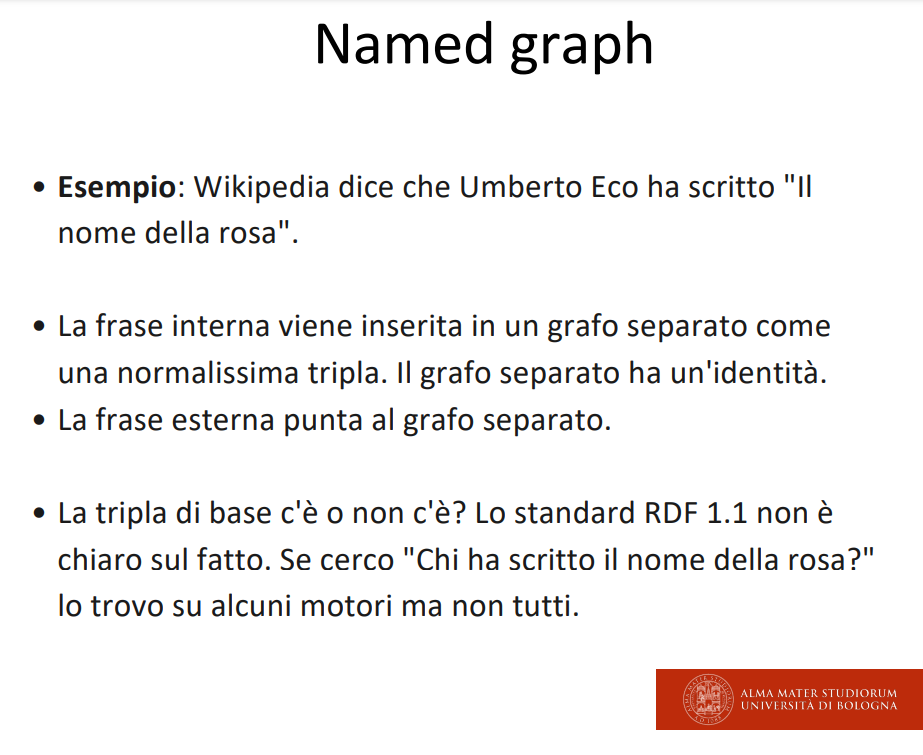 Named graph
• Esempio: Wikipedia dice che Umberto Eco ha scritto "Il
nome della rosa".
• La frase interna viene inserita in un grafo separato come
una normalissima tripla. Il grafo separato ha un'identità.
• La frase esterna punta al grafo separato.
• La tripla di base c'è o non c'è? Lo standard RDF 1.1 non è
chiaro sul fatto. Se cerco "Chi ha scritto il nome della rosa?"
lo trovo su alcuni motori ma non tutti.
ALMA MATER STUDIORUM
UNIVERSITÀ DI BOLOGNA